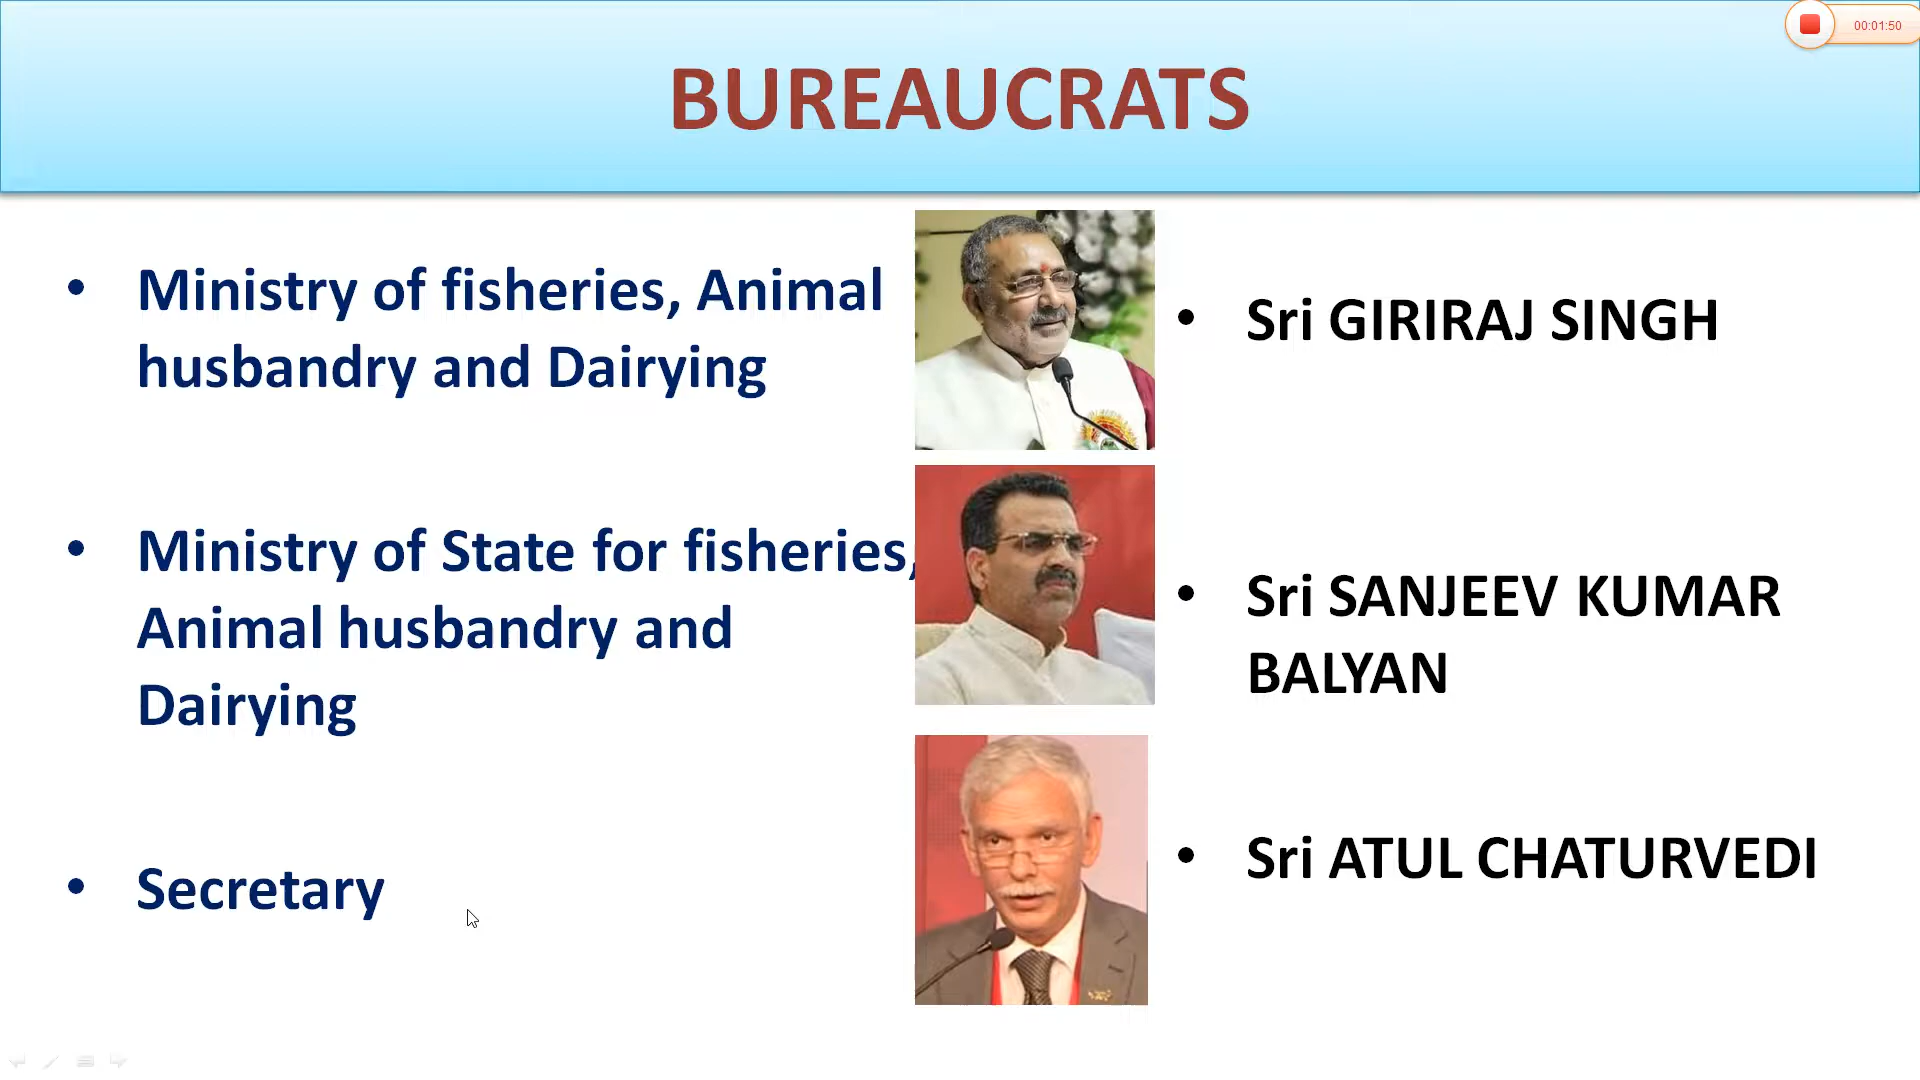 00:01:50
BUREAUCRATS
• Ministry of fisheries, Animal
husbandry and Dairying
• Sri GIRIRAJ SINGH
• Ministry of State for fisheries,
Animal husbandry and
Dairying
• Sri SANJEEV KUMAR
BALYAN
• Secretary
• Sri ATUL CHATURVEDI